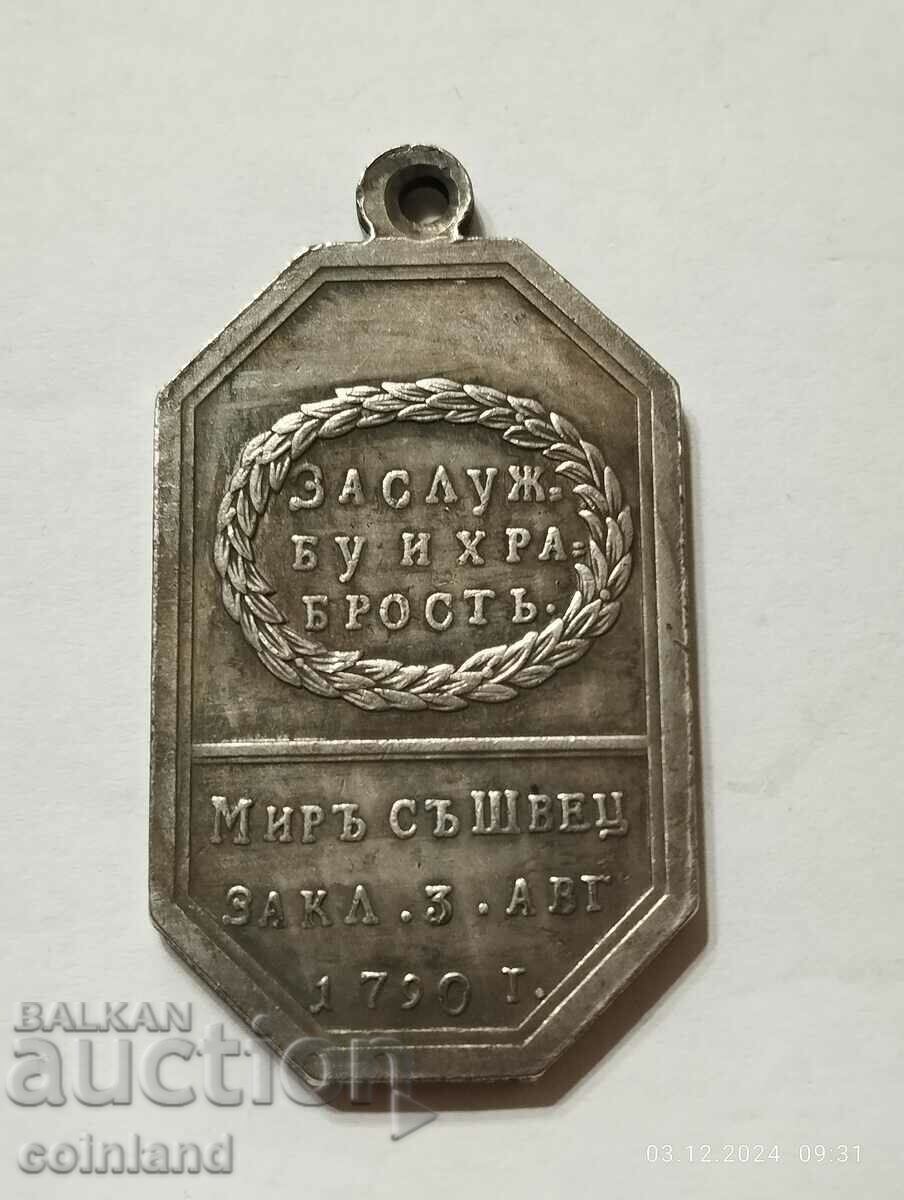 ЗАСЛУЖ=
БУ И ХРА=
БРОСТЬ.
МИРЪ СЪ ШВЕЦ
ЗАКЛ . 3 . АВГ
1790 Г.
BALKAN
auction
coinland
03.12.2024 09:31